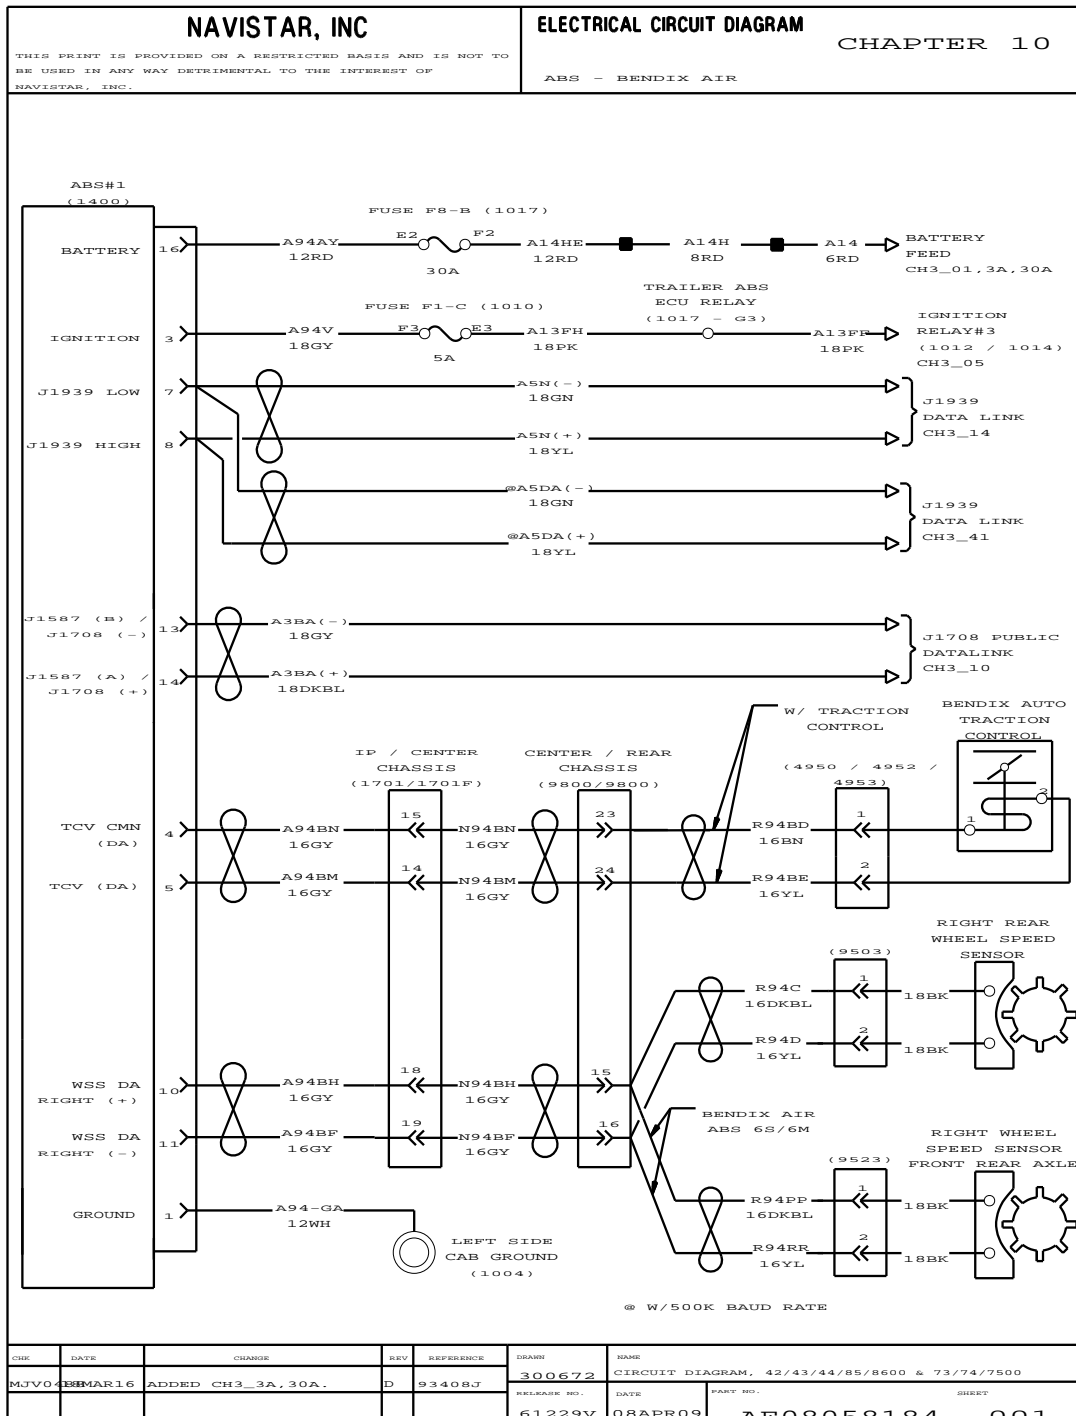 NAVISTAR, INC
THIS PRINT IS PROVIDED ON A RESTRICTED BASIS AND IS NOT TO
BE USED IN ANY WAY DETRIMENTAL TO THE INTEREST OF
NAVISTAR, INC.
ELECTRICAL CIRCUIT DIAGRAM
CHAPTER 10
ABS - BENDIX AIR
ABS#1
(1400)
FUSE F8-B (1017)
BATTERY
16
A94AY
12RD
E2
F2
30A
A14HE
12RD
A14H
8RD
A14
6RD
BATTERY
FEED
CH3_01,3A,30A
TRAILER ABS
ECU RELAY
(1017 - G3)
FUSE F1-C (1010)
IGNITION
3
A94V
18GY
F3
E3
5A
A13FH
18PK
A13FF
18PK
IGNITION
RELAY#3
(1012 / 1014)
CH3_05
J1939 LOW
7
A5N(-)
18GN
J1939 HIGH
8
A5N(+)
18YL
J1939
DATA LINK
CH3_14
@A5DA(-)
18GN
@A5DA(+)
18YL
J1939
DATA LINK
CH3_41
J1587 (B) /
J1708 (-)
13
A3BA(-)
18GY
J1587 (A) /
J1708 (+)
14
A3BA(+)
18DKBL
J1708 PUBLIC
DATALINK
CH3_10
W/ TRACTION
CONTROL
BENDIX AUTO
TRACTION
CONTROL
IP / CENTER
CHASSIS
(1701/1701F)
CENTER / REAR
CHASSIS
(9800/9800)
(4950 / 4952 /
4953)
TCV CMN
(DA)
4
A94BN
16GY
15
N94BN
16GY
23
R94BD
16BN
1
1
2
TCV (DA)
5
A94BM
16GY
14
N94BM
16GY
24
R94BE
16YL
2
RIGHT REAR
WHEEL SPEED
SENSOR
(9503)
R94C
16DKBL
1
18BK
R94D
16YL
2
18BK
WSS DA
RIGHT (+)
10
A94BH
16GY
18
N94BH
16GY
15
WSS DA
RIGHT (-)
11
A94BF
16GY
19
N94BF
16GY
16
BENDIX AIR
ABS 6S/6M
RIGHT WHEEL
SPEED SENSOR
FRONT REAR AXLE
(9523)
R94PP
16DKBL
1
18BK
R94RR
16YL
2
18BK
GROUND
1
A94-GA
12WH
LEFT SIDE
CAB GROUND
(1004)
@ W/500K BAUD RATE
CHK
DATE
CHANGE
REV
REFERENCE
DRAWN
NAME
ADDED CH3_3A,30A.
D
93408J
300672
CIRCUIT DIAGRAM, 42/43/44/85/8600 & 73/74/7500
RELEASE NO.
DATE
PART NO.
SHEET
61229V
08APR09